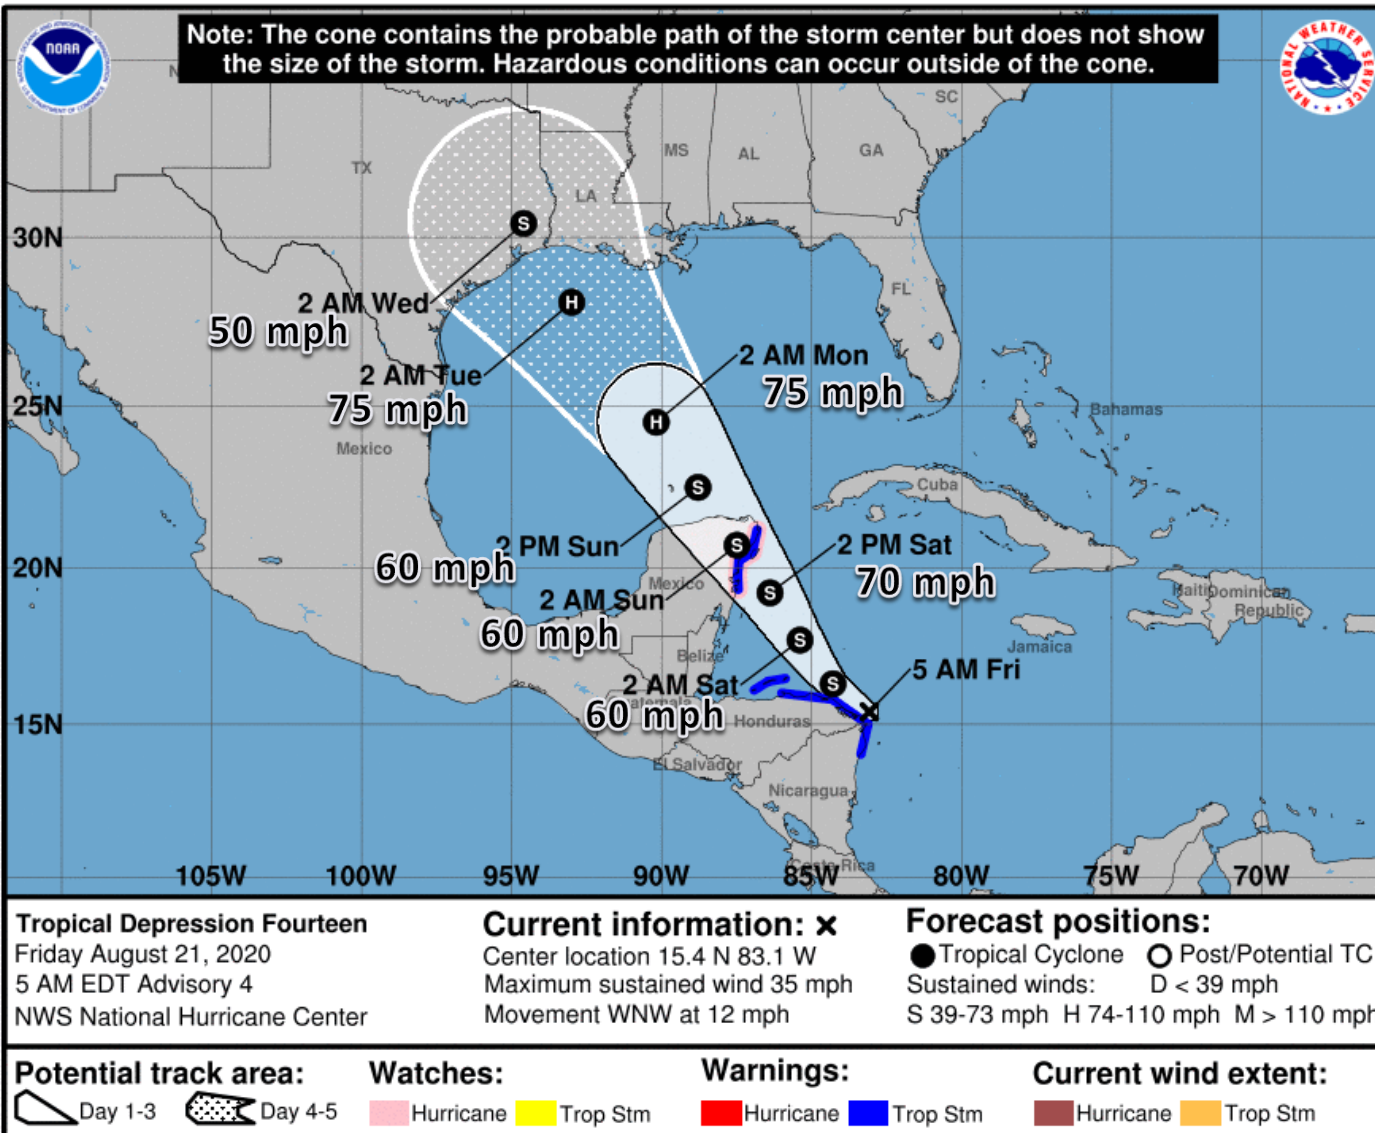 Note: The cone contains the probable path of the storm center but does not show
the size of the storm. Hazardous conditions can occur outside of the cone.
NOAA
NATIONAL WEATHER SERVICE
SC
MS
AL
GA
TX
LA
30N
FL
2 AM Wed
50 mph
H
S
2 AM Tue
75 mph
2 AM Mon
75 mph
25N
Bahamas
Mexico
H
Cuba
S
2 PM Sun
60 mph
S
2 PM Sat
70 mph
20N
Mexico
S
Haiti
Dominican
Republic
2 AM Sun
60 mph
Jamaica
S
Belize
5 AM Fri
2 AM Sat
60 mph
S
Guatemala
Honduras
15N
El Salvador
Nicaragua
Costa Rica
105W 100W 95W 90W 85W 80W 75W 70W
Tropical Depression Fourteen
Friday August 21, 2020
5 AM EDT Advisory 4
NWS National Hurricane Center
Current information: x
Center location 15.4 N 83.1 W
Maximum sustained wind 35 mph
Movement WNW at 12 mph
Forecast positions:
Tropical Cyclone Post/Potential TC
Sustained winds: D < 39 mph
S 39-73 mph H 74-110 mph M > 110 mph
Potential track area:
Day 1-3 Day 4-5
Watches:
Hurricane Trop Stm
Warnings:
Hurricane Trop Stm
Current wind extent:
Hurricane Trop Stm